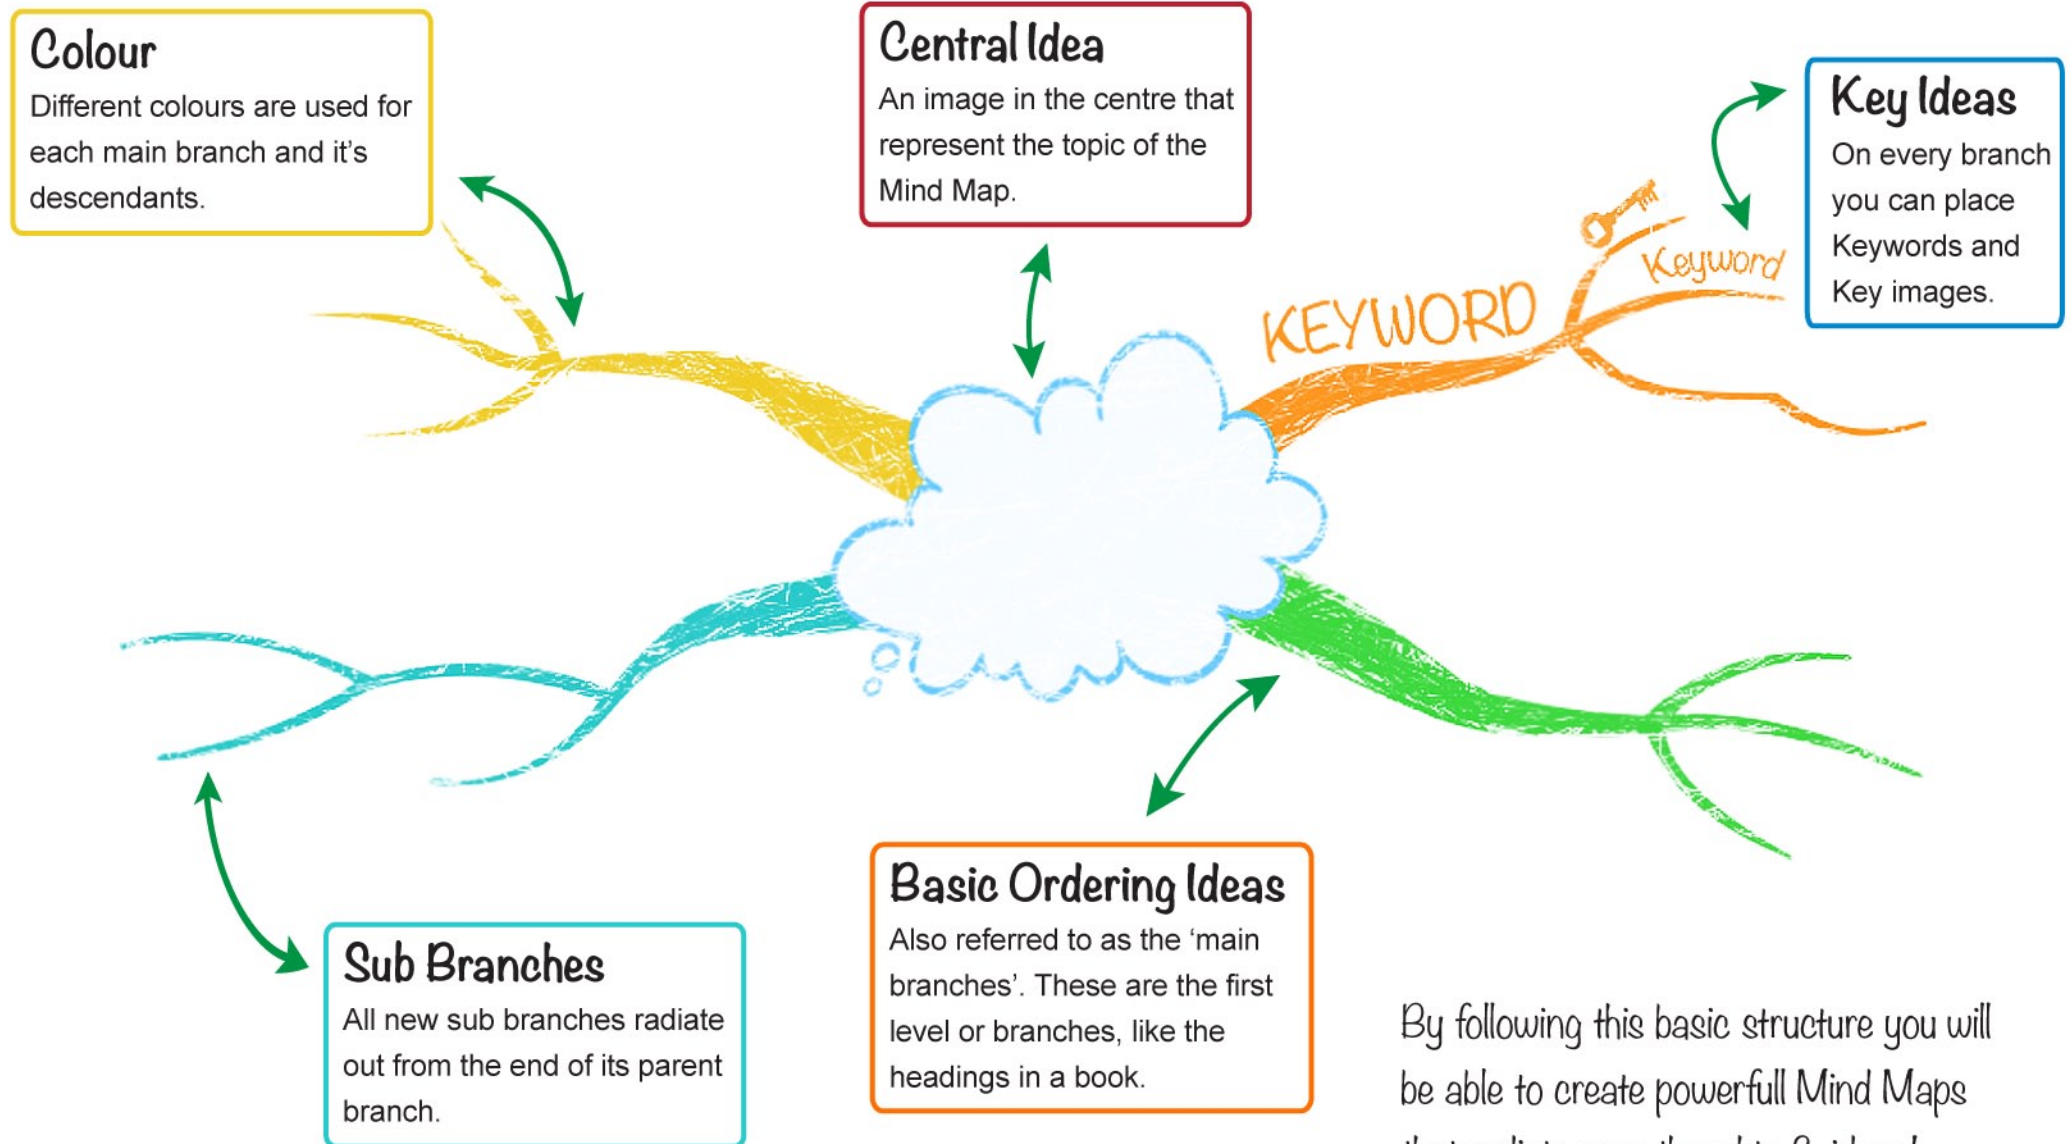 Colour
Different colours are used for
each main branch and it's
descendants.
Central Idea
An image in the centre that
represent the topic of the
Mind Map.
Key Ideas
On every branch
you can place
Keywords and
Key images.
Keyword
KEYWORD
Sub Branches
All new sub branches radiate
out from the end of its parent
branch.
Basic Ordering Ideas
Also referred to as the ‘main
branches’. These are the first
level or branches, like the
headings in a book.
By following this basic structure you will
be able to create powerfull Mind Maps